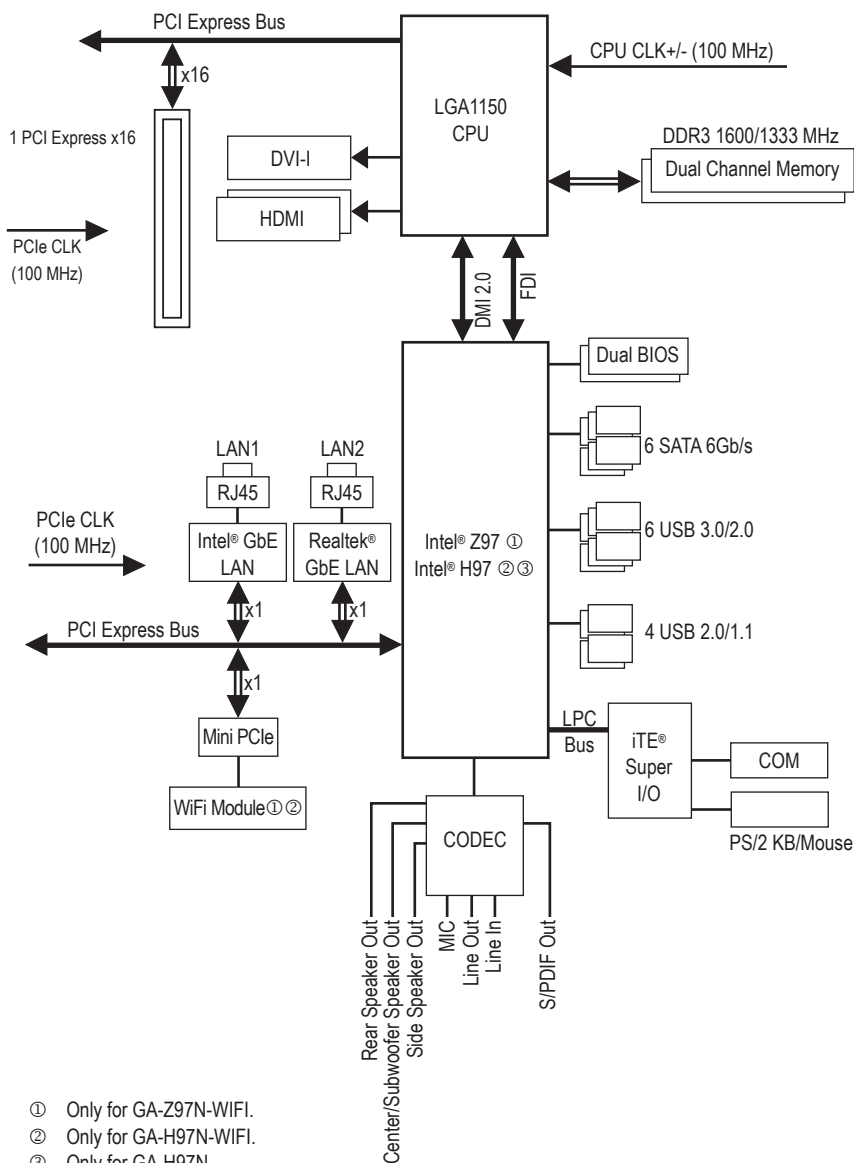 PCI Express Bus
x16
1 PCI Express x16
PCIe CLK
(100 MHz)
LGA1150
CPU
CPU CLK+/- (100 MHz)
DDR3 1600/1333 MHz
Dual Channel Memory
DVI-I
HDMI
DMI 2.0
FDI
Dual BIOS
6 SATA 6Gb/s
6 USB 3.0/2.0
4 USB 2.0/1.1
Intel® Z97 ①
Intel® H97 ②③
LAN1
LAN2
RJ45
RJ45
Intel® GbE
LAN
Realtek®
GbE LAN
PCIe CLK
(100 MHz)
x1
x1
PCI Express Bus
x1
Mini PCIe
WiFi Module①②
LPC
Bus
iTE®
Super
I/O
COM
PS/2 KB/Mouse
CODEC
Rear Speaker Out
Center/Subwoofer Speaker Out
Side Speaker Out
MIC
Line Out
Line In
S/PDIF Out
① Only for GA-Z97N-WIFI.
② Only for GA-H97N-WIFI.
③ Only for GA-H97N.